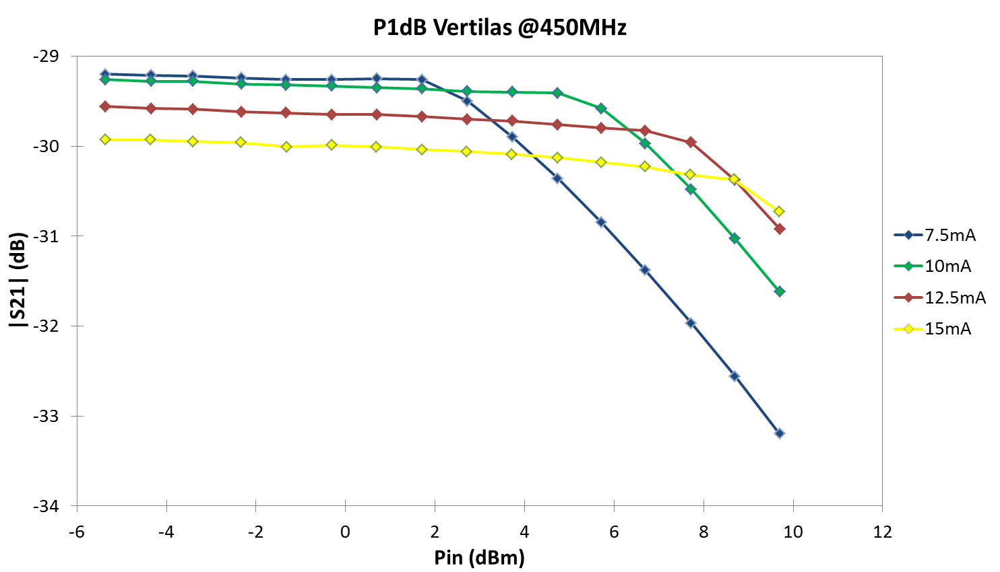 P1dB Vertilas @450MHz
-29
-30
-31
-32
-33
-34
|S21| (dB)
-6 -4 -2 0 2 4 6 8 10 12
Pin (dBm)
7.5mA
10mA
12.5mA
15mA